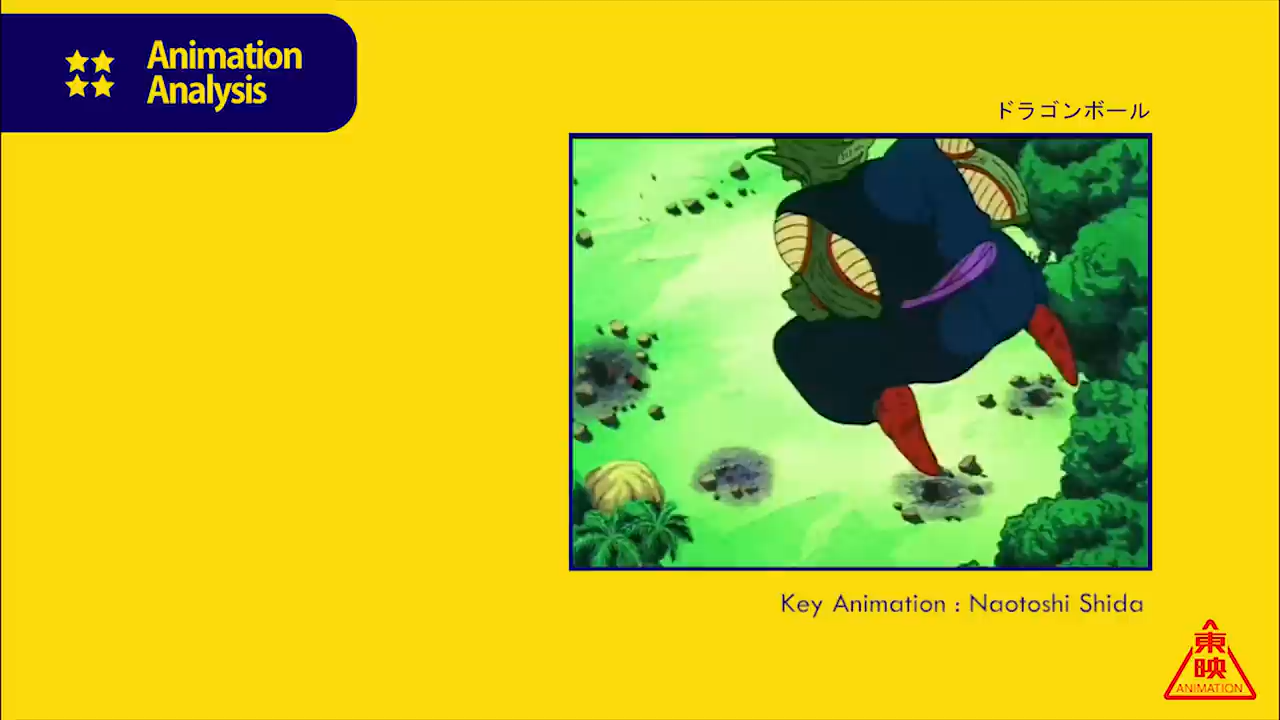 Animation
Analysis
ドラゴンボール
Key Animation : Naotoshi Shida
東
映
ANIMATION